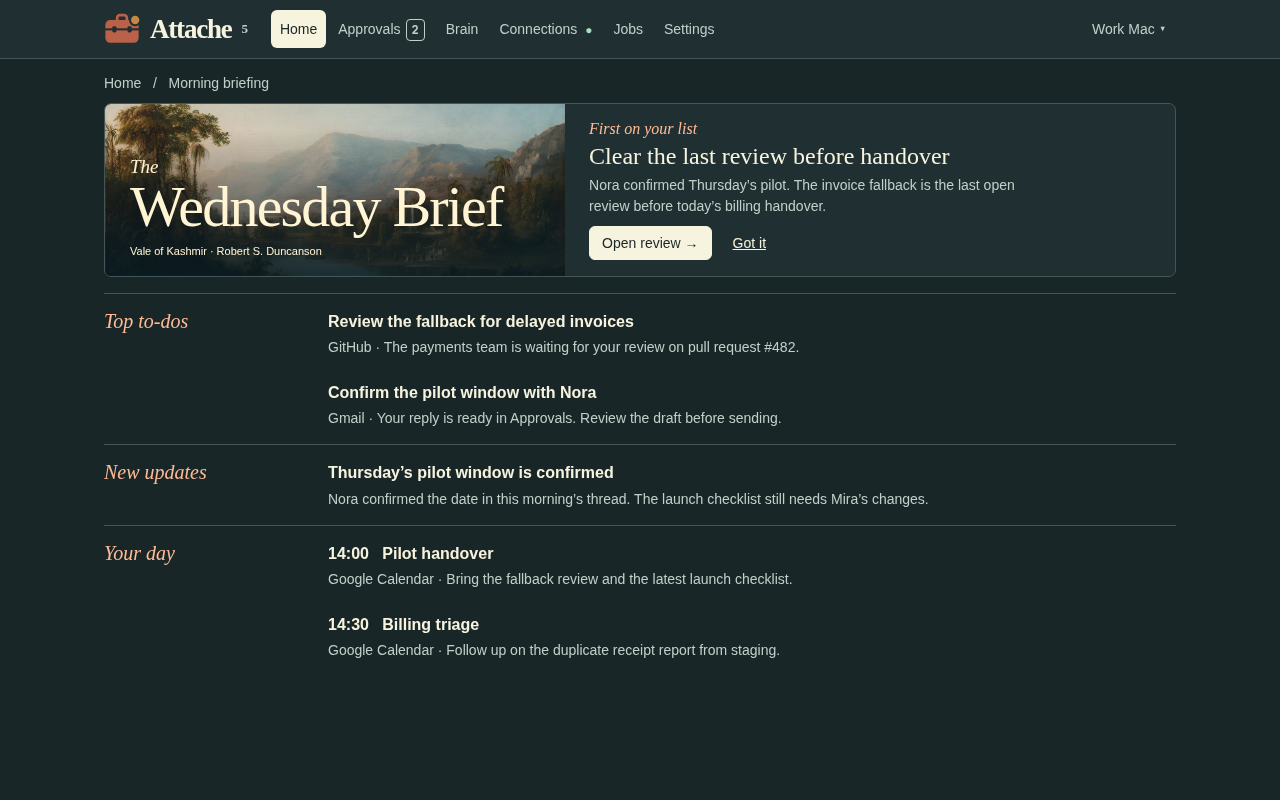 Attache 5
Home
Approvals 2
Brain
Connections
Jobs
Settings
Work Mac
Home / Morning briefing
The
Wednesday Brief
Vale of Kashmir · Robert S. Duncanson
First on your list
Clear the last review before handover
Nora confirmed Thursday’s pilot. The invoice fallback is the last open
review before today’s billing handover.
Open review →
Got it
Top to-dos
Review the fallback for delayed invoices
GitHub · The payments team is waiting for your review on pull request #482.
Confirm the pilot window with Nora
Gmail · Your reply is ready in Approvals. Review the draft before sending.
New updates
Thursday’s pilot window is confirmed
Nora confirmed the date in this morning’s thread. The launch checklist still needs Mira’s changes.
Your day
14:00 Pilot handover
Google Calendar · Bring the fallback review and the latest launch checklist.
14:30 Billing triage
Google Calendar · Follow up on the duplicate receipt report from staging.